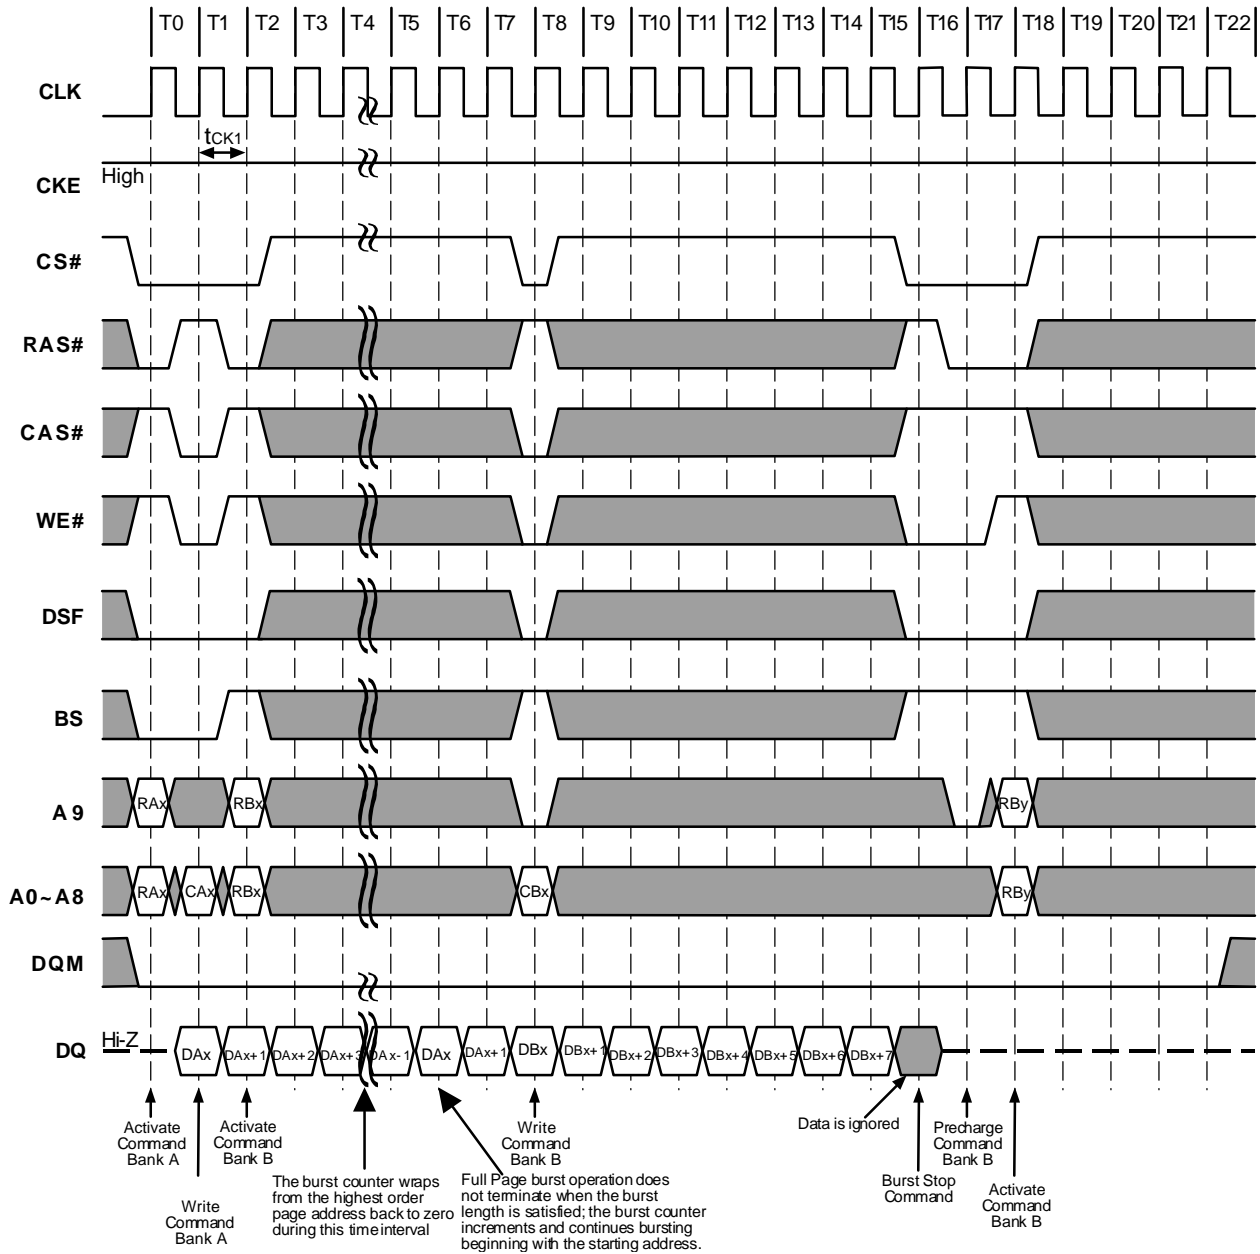 T0 T1 T2 T3 T4 T5 T6 T7 T8 T9 T10 T11 T12 T13 T14 T15 T16 T17 T18 T19 T20 T21 T22
CLK
tCK1
High
CKE
CS#
RAS#
CAS#
WE#
DSF
BS
A9 RAx RBx RBy
A0~A8 RAx CAx RBx CBx RBy
DQM
DQ Hi-Z DAx DAx+1 DAx+2 DAx+3 DAx-1 DAx DAx+1 DBx DBx+1 DBx+2 DBx+3 DBx+4 DBx+5 DBx+6 DBx+7
Activate
Command
Bank A
Write
Command
Bank A
Activate
Command
Bank B
The burst counter wraps
from the highest order
page address back to zero
during this time interval
Full Page burst operation does
not terminate when the burst
length is satisfied; the burst counter
increments and continues bursting
beginning with the starting address.
Write
Command
Bank B
Data is ignored
Burst Stop
Command
Precharge
Command
Bank B
Activate
Command
Bank B